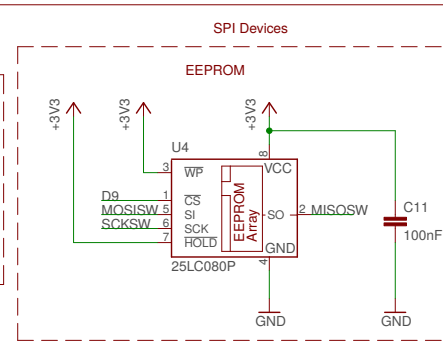 SPI Devices
EEPROM
+3V3
+3V3
+3V3
U4
8
3
WP
VCC
D9
1
CS
MOSISW
5
SI
SCKSW
6
SCK
7
HOLD
EEPROM
Array
SO
2
MISOSW
GND
4
25LC080P
C11
100nF
GND
GND